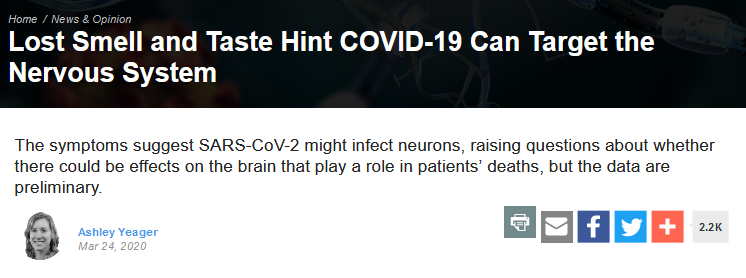 Home / News & Opinion
Lost Smell and Taste Hint COVID-19 Can Target the
Nervous System
The symptoms suggest SARS-CoV-2 might infect neurons, raising questions about whether
there could be effects on the brain that play a role in patients’ deaths, but the data are
preliminary.
Ashley Yeager
Mar 24, 2020
2.2K